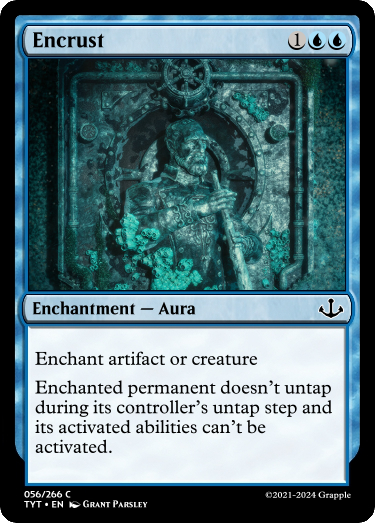 Encrust 1
Enchantment — Aura
Enchant artifact or creature
Enchanted permanent doesn't untap
during its controller's untap step and
its activated abilities can't be
activated.
056/266 C
TYT • EN Grant Parsley
©2021-2024 Grapple